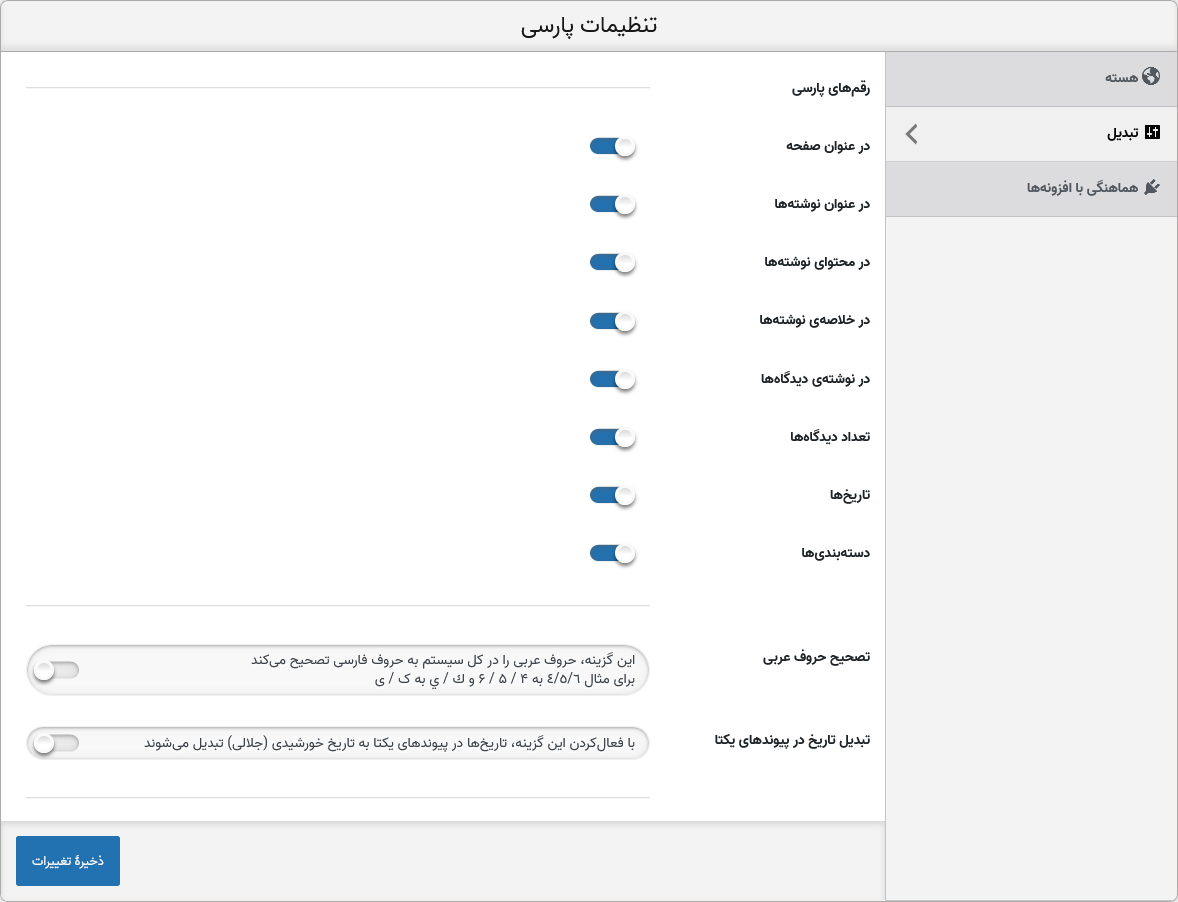 تنظیمات پارسی
هسته
تبدیل
هماهنگی با افزونه‌ها
رقم‌های پارسی
در عنوان صفحه
در عنوان نوشته‌ها
در محتوای نوشته‌ها
در خلاصه‌ی نوشته‌ها
در نوشته‌ی دیدگاه‌ها
تعداد دیدگاه‌ها
تاریخ‌ها
دسته‌بندی‌ها
تصحیح حروف عربی
این گزینه، حروف عربی را در کل سیستم به حروف فارسی تصحیح می‌کند
برای مثال ٤/٥/٦ به ۴ / ۵ / ۶ و ك / ي به ک / ی
تبدیل تاریخ در پیوندهای یکتا
با فعال‌کردن این گزینه، تاریخ‌ها در پیوندهای یکتا به تاریخ خورشیدی (جلالی) تبدیل می‌شوند
ذخیرهٔ تغییرات